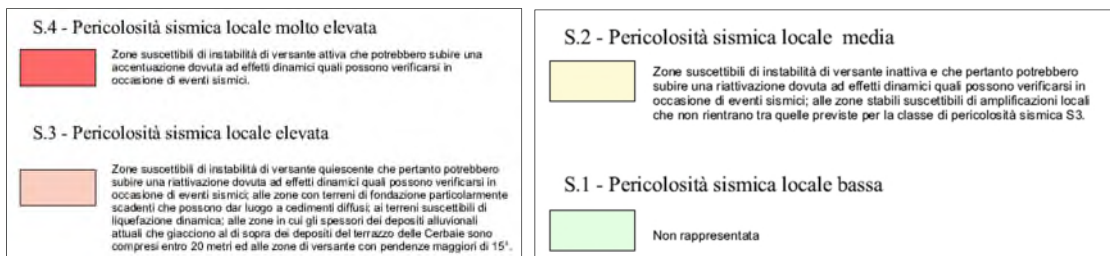 S.4 - Pericolosità sismica locale molto elevata
Zone suscettibili di instabilità di versante attiva che potrebbero subire una
accentuazione dovuta ad effetti dinamici quali possono verificarsi in
occasione di eventi sismici.
S.3 - Pericolosità sismica locale elevata
Zone suscettibili di instabilità di versante quiescente che pertanto potrebbero
subire una riattivazione dovuta ad effetti dinamici quali possono verificarsi in
occasione di eventi sismici; alle zone con terreni di fondazione particolarmente
scadenti che possono dar luogo a cedimenti diffusi; ai terreni suscettibili di
liquefazione dinamica; alle zone in cui gli spessori dei depositi alluvionali
attuali che giacciono al di sopra dei depositi del terrazzo delle Cerbaie sono
compresi entro 20 metri ed alle zone di versante con pendenze maggiori di 15°.
S.2 - Pericolosità sismica locale media
Zone suscettibili di instabilità di versante inattiva e che pertanto potrebbero
subire una riattivazione dovuta ad effetti dinamici quali possono verificarsi in
occasione di eventi sismici; alle zone stabili suscettibili di amplificazioni locali
che non rientrano tra quelle previste per la classe di pericolosità sismica S3.
S.1 - Pericolosità sismica locale bassa
Non rappresentata